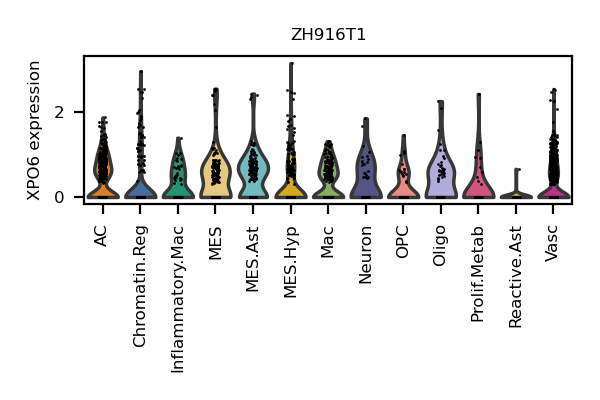 ZH916T1
XPO6 expression
2
0
AC
Chromatin.Reg
Inflammatory.Mac
MES
MES.Ast
MES.Hyp
Mac
Neuron
OPC
Oligo
Prolif.Metab
Reactive.Ast
Vasc